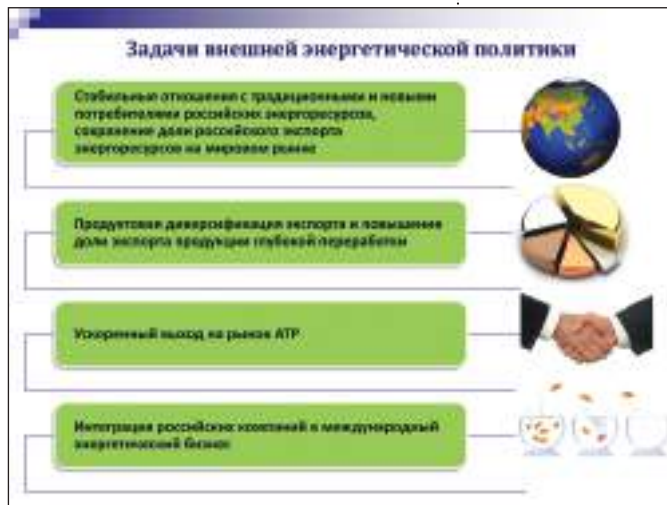 Задачи внешней энергетической политики
Стабильные отношения с традиционными и новыми
потребителями российских энергоресурсов,
сохранение доли российского экспорта
энергоресурсов на мировом рынке
Продуктовая диверсификация экспорта и повышение
доли экспорта продукции глубокой переработки
Ускоренный выход на рынок АТР
Интеграция российских компаний в международный
энергетический бизнес